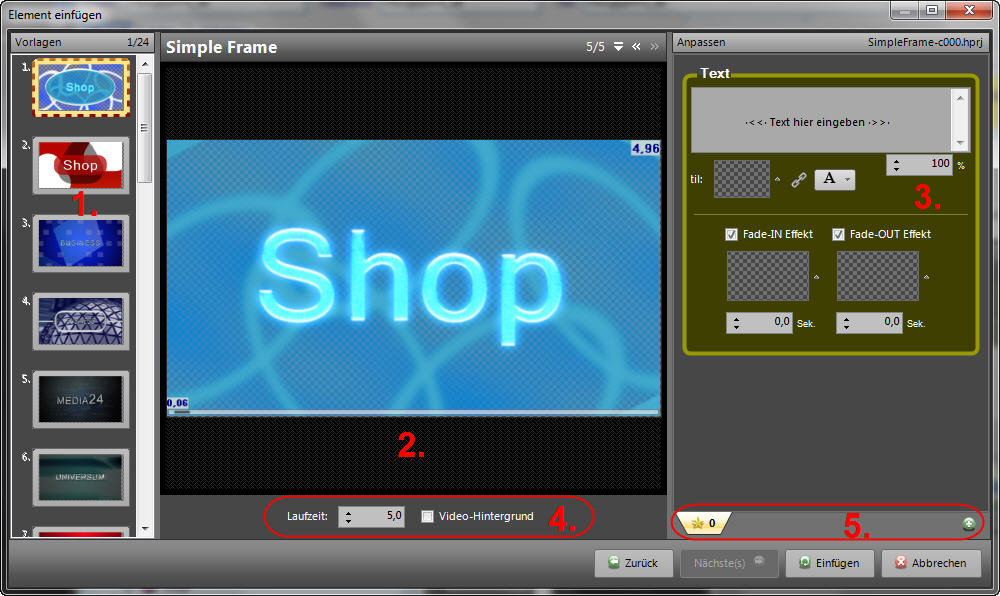 Element einfügen
Vorlagen 1/24
1. Shop
2. Shop
1.
3. BUSINESS
4.
5. MEDIA24
6. UNIVERSUM
7.
Simple Frame 5/5
4,96
Shop
0,06
2.
Laufzeit: 5,0 Video-Hintergrund 4.
Anpassen SimpleFrame-c000.hprj
Text
·<<· Text hier eingeben ·>>·
til: A 100 %
3.
Fade-IN Effekt Fade-OUT Effekt
0,0 Sek. 0,0 Sek.
0 5.
Zurück Nächste(s) Einfügen Abbrechen